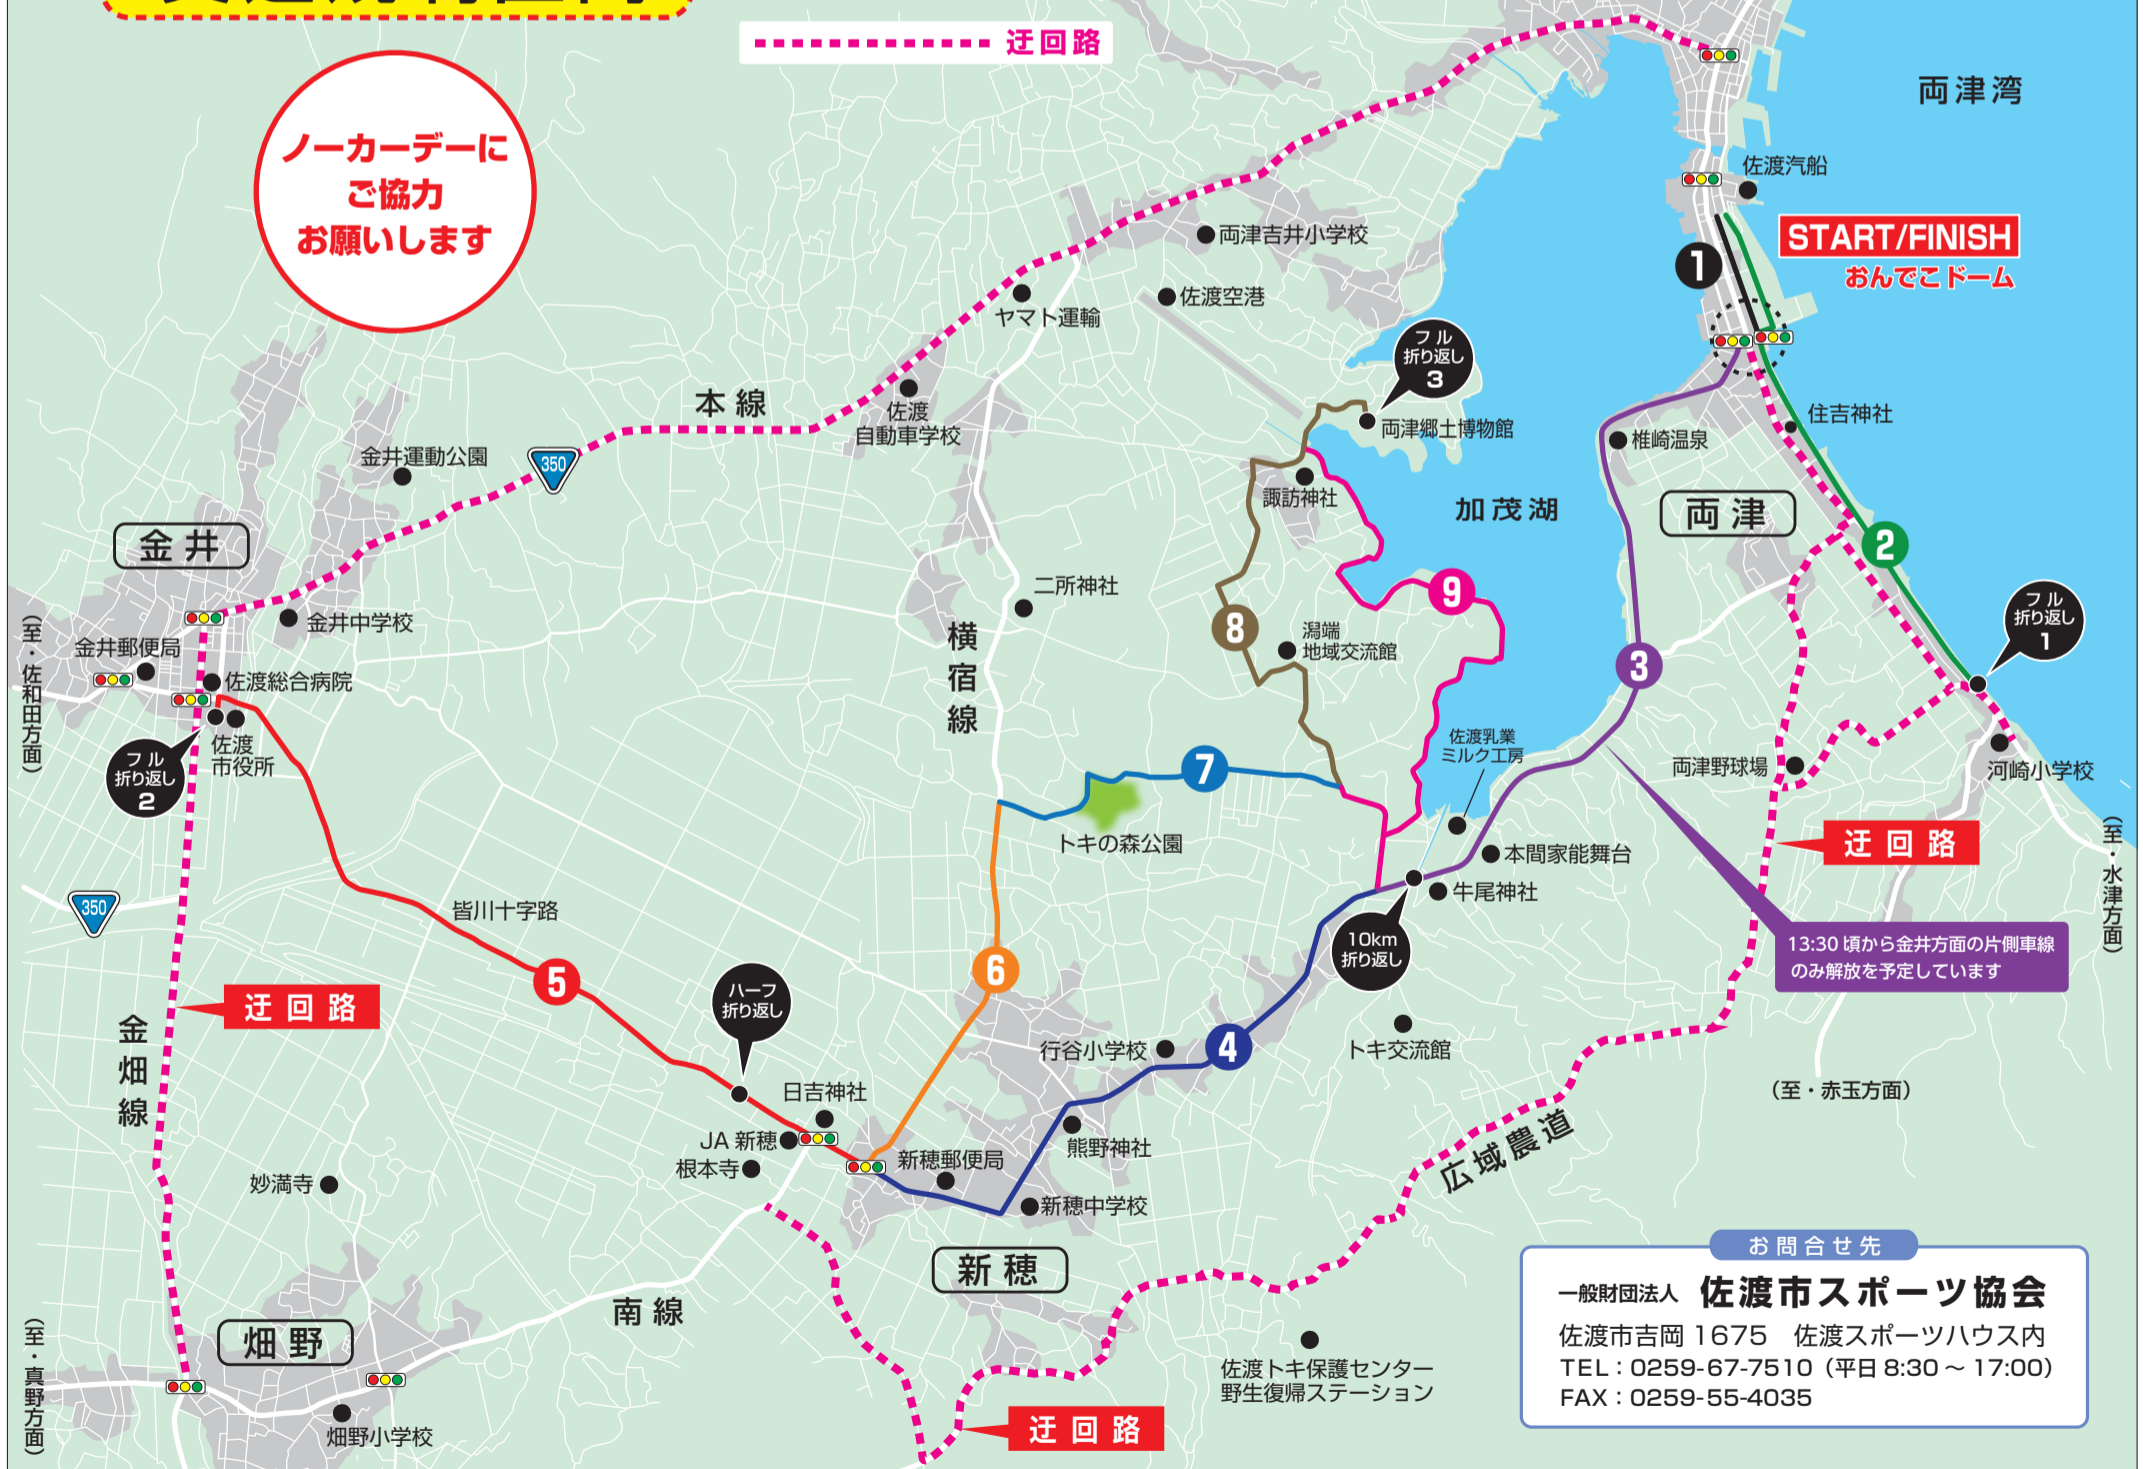 迂回路
ノーカーデーに
ご協力
お願いします
両津湾
佐渡汽船
START/FINISH
おんでこドーム
1
両津吉井小学校
佐渡空港
ヤマト運輸
フル
折り返し
3
両津郷土博物館
本線
佐渡
自動車学校
金井運動公園
350
諏訪神社
加茂湖
椎崎温泉
住吉神社
両津
2
金井
金井中学校
金井郵便局
佐渡総合病院
佐渡
市役所
(至・佐和田方面)
フル
折り返し
2
二所神社
横宿線
8
潟端
地域交流館
9
3
フル
折り返し
1
佐渡乳業
ミルク工房
両津野球場
河崎小学校
(至・水津方面)
7
トキの森公園
迂回路
本間家能舞台
牛尾神社
10km
折り返し
13:30 頃から金井方面の片側車線
のみ解放を予定しています
350
皆川十字路
5
6
迂回路
金畑線
ハーフ
折り返し
行谷小学校
4
トキ交流館
(至・赤玉方面)
日吉神社
JA 新穂
根本寺
新穂郵便局
熊野神社
新穂中学校
広域農道
妙満寺
新穂
南線
畑野
畑野小学校
(至・真野方面)
佐渡トキ保護センター
野生復帰ステーション
迂回路
お問合せ先
一般財団法人 佐渡市スポーツ協会
佐渡市吉岡 1675 佐渡スポーツハウス内
TEL：0259-67-7510（平日 8:30 ～ 17:00）
FAX：0259-55-4035